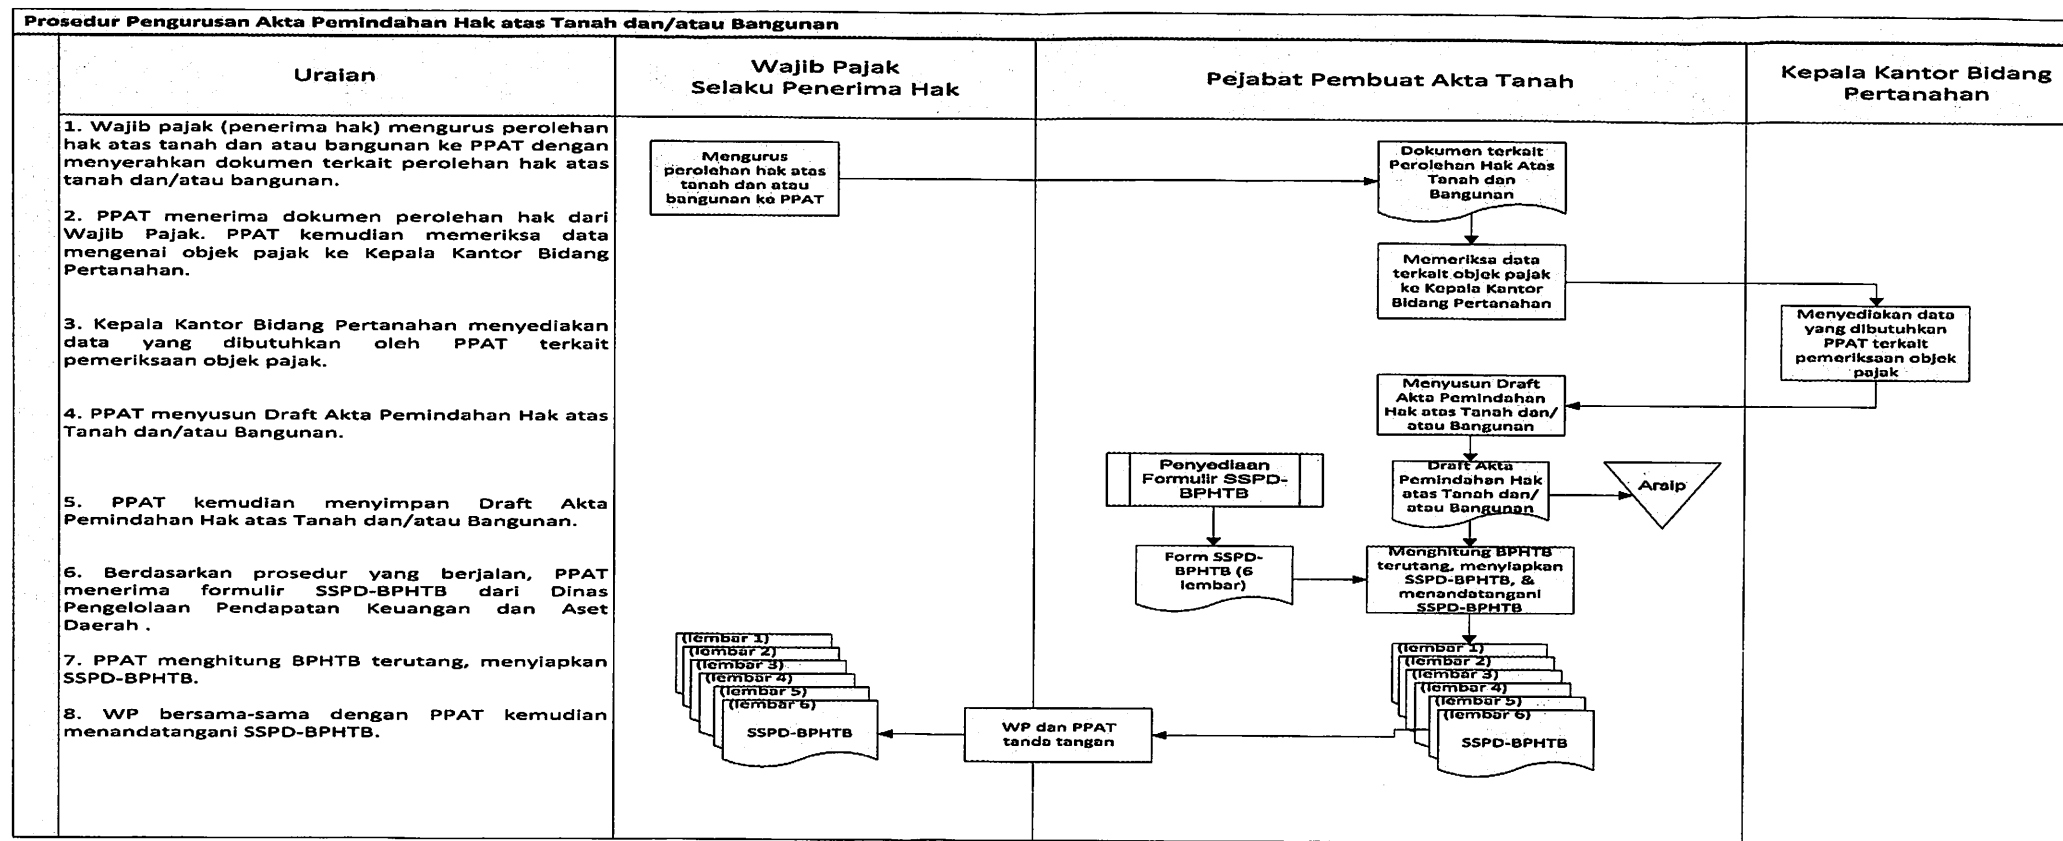 Prosedur Pengurusan Akta Pemindahan Hak atas Tanah dan/atau Bangunan
Uraian
Wajib Pajak
Selaku Penerima Hak
Pejabat Pembuat Akta Tanah
Kepala Kantor Bidang
Pertanahan
1. Wajib pajak (penerima hak) mengurus perolehan
hak atas tanah dan atau bangunan ke PPAT dengan
menyerahkan dokumen terkait perolehan hak atas
tanah dan/atau bangunan.
2. PPAT menerima dokumen perolehan hak dari
Wajib Pajak. PPAT kemudian memeriksa data
mengenai objek pajak ke Kepala Kantor Bidang
Pertanahan.
3. Kepala Kantor Bidang Pertanahan menyediakan
data yang dibutuhkan oleh PPAT terkait
pemeriksaan objek pajak.
4. PPAT menyusun Draft Akta Pemindahan Hak atas
Tanah dan/atau Bangunan.
5. PPAT kemudian menyimpan Draft Akta
Pemindahan Hak atas Tanah dan/atau Bangunan.
6. Berdasarkan prosedur yang berjalan, PPAT
menerima formulir SSPD-BPHTB dari Dinas
Pengelolaan Pendapatan Keuangan dan Aset
Daerah .
7. PPAT menghitung BPHTB terutang, menyiapkan
SSPD-BPHTB.
8. WP bersama-sama dengan PPAT kemudian
menandatangani SSPD-BPHTB.
Mengurus
perolehan hak atas
tanah dan atau
bangunan ke PPAT
Dokumen terkait
Perolehan Hak Atas
Tanah dan
Bangunan
Memeriksa data
terkait objek pajak
ke Kepala Kantor
Bidang Pertanahan
Menyediakan data
yang dibutuhkan
PPAT terkait
pemeriksaan objek
pajak
Menyusun Draft
Akta Pemindahan
Hak atas Tanah dan/
atau Bangunan
Penyediaan
Formulir SSPD-
BPHTB
Draft Akta
Pemindahan Hak
atas Tanah dan/
atau Bangunan
Arsip
Form SSPD-
BPHTB (6
lembar)
Menghitung BPHTB
terutang, menyiapkan
SSPD-BPHTB, &
menandatangani
SSPD-BPHTB
(lembar 1)
(lembar 2)
(lembar 3)
(lembar 4)
(lembar 5)
(lembar 6)
SSPD-BPHTB
WP dan PPAT
tanda tangan
(lembar 1)
(lembar 2)
(lembar 3)
(lembar 4)
(lembar 5)
(lembar 6)
SSPD-BPHTB